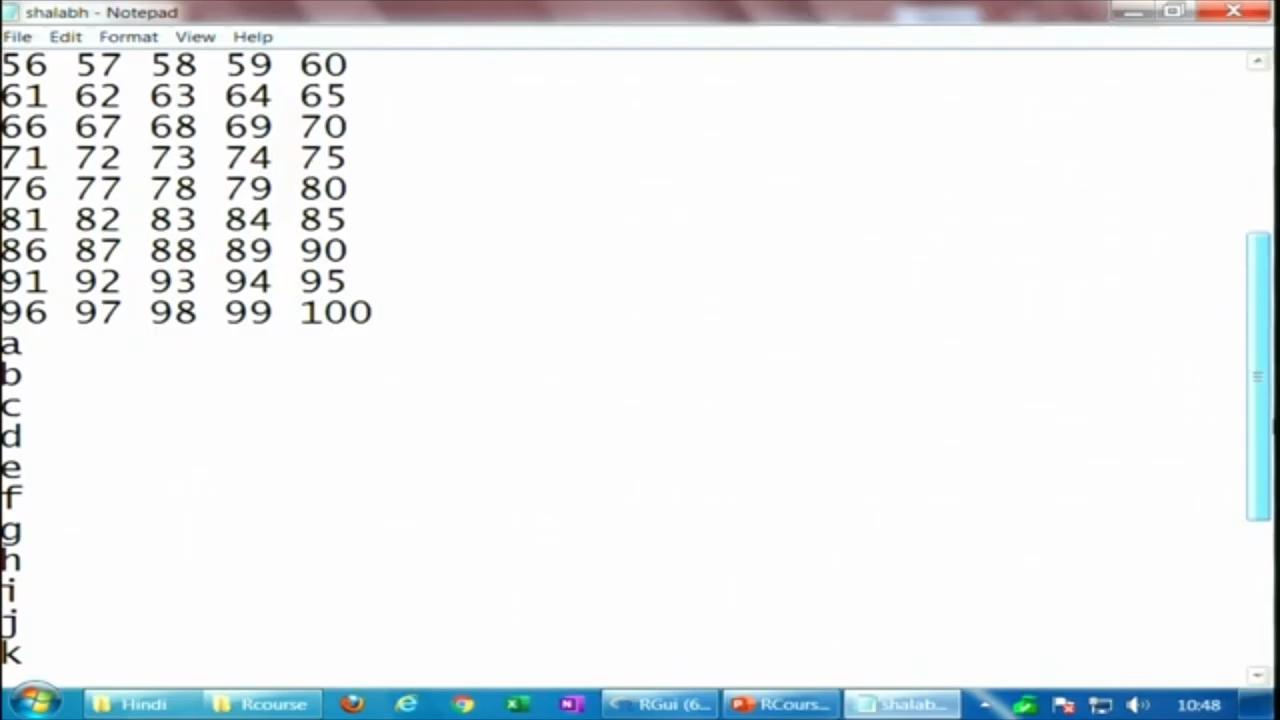 shalabh - Notepad
File Edit Format View Help
56 57 58 59 60
61 62 63 64 65
66 67 68 69 70
71 72 73 74 75
76 77 78 79 80
81 82 83 84 85
86 87 88 89 90
91 92 93 94 95
96 97 98 99 100
a
b
c
d
e
f
g
h
i
j
k
Hindi Rcourse RGui (6... RCours... shalab... 10:48